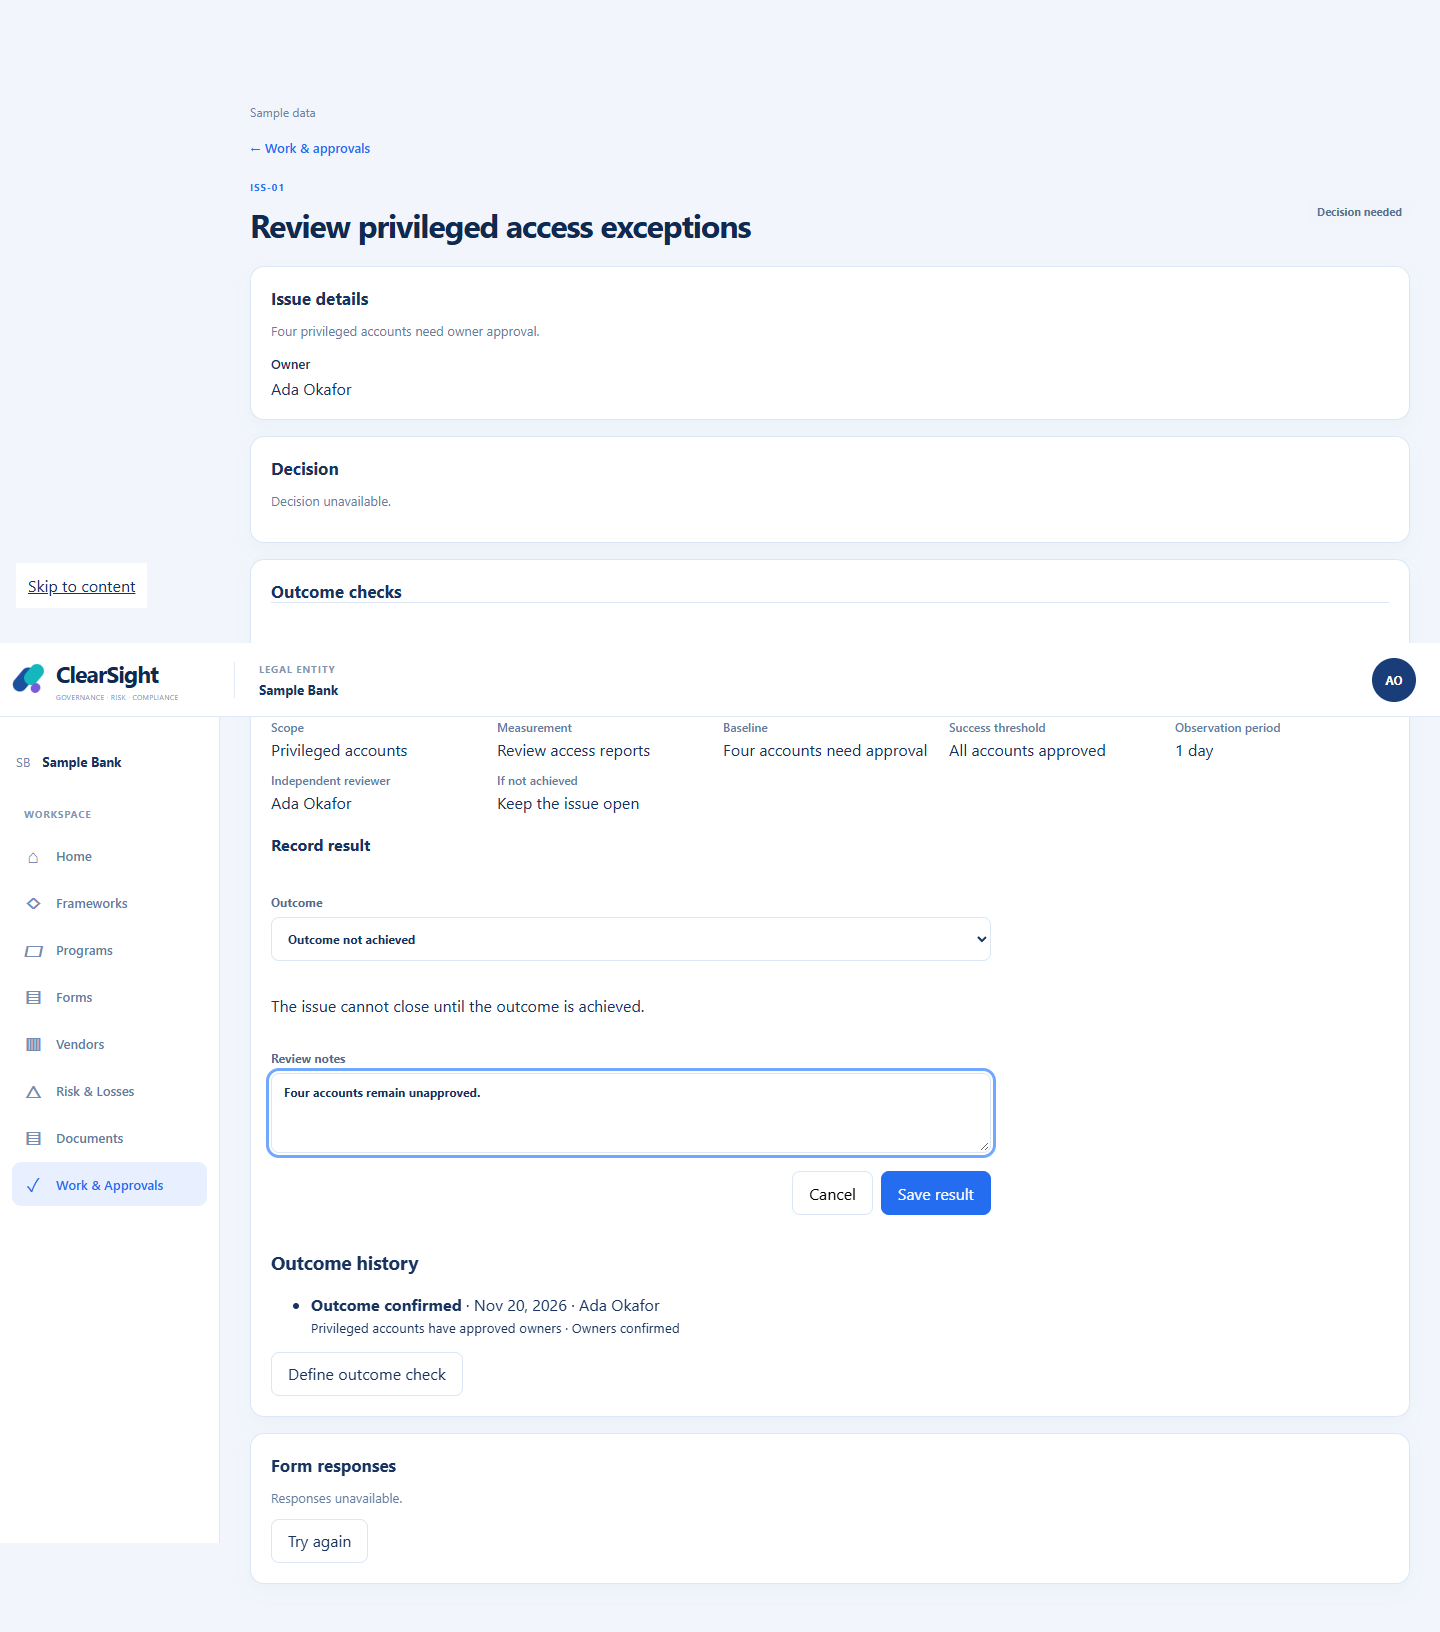 Sample data
← Work & approvals
ISS-01
Review privileged access exceptions
Decision needed
Issue details
Four privileged accounts need owner approval.
Owner
Ada Okafor
Decision
Decision unavailable.
Skip to content
Outcome checks
ClearSight
GOVERNANCE · RISK · COMPLIANCE
LEGAL ENTITY
Sample Bank
AO
SB Sample Bank
WORKSPACE
Home
Frameworks
Programs
Forms
Vendors
Risk & Losses
Documents
Work & Approvals
Scope
Privileged accounts
Measurement
Review access reports
Baseline
Four accounts need approval
Success threshold
All accounts approved
Observation period
1 day
Independent reviewer
Ada Okafor
If not achieved
Keep the issue open
Record result
Outcome
Outcome not achieved
The issue cannot close until the outcome is achieved.
Review notes
Four accounts remain unapproved.
Cancel
Save result
Outcome history
Outcome confirmed · Nov 20, 2026 · Ada Okafor
Privileged accounts have approved owners · Owners confirmed
Define outcome check
Form responses
Responses unavailable.
Try again